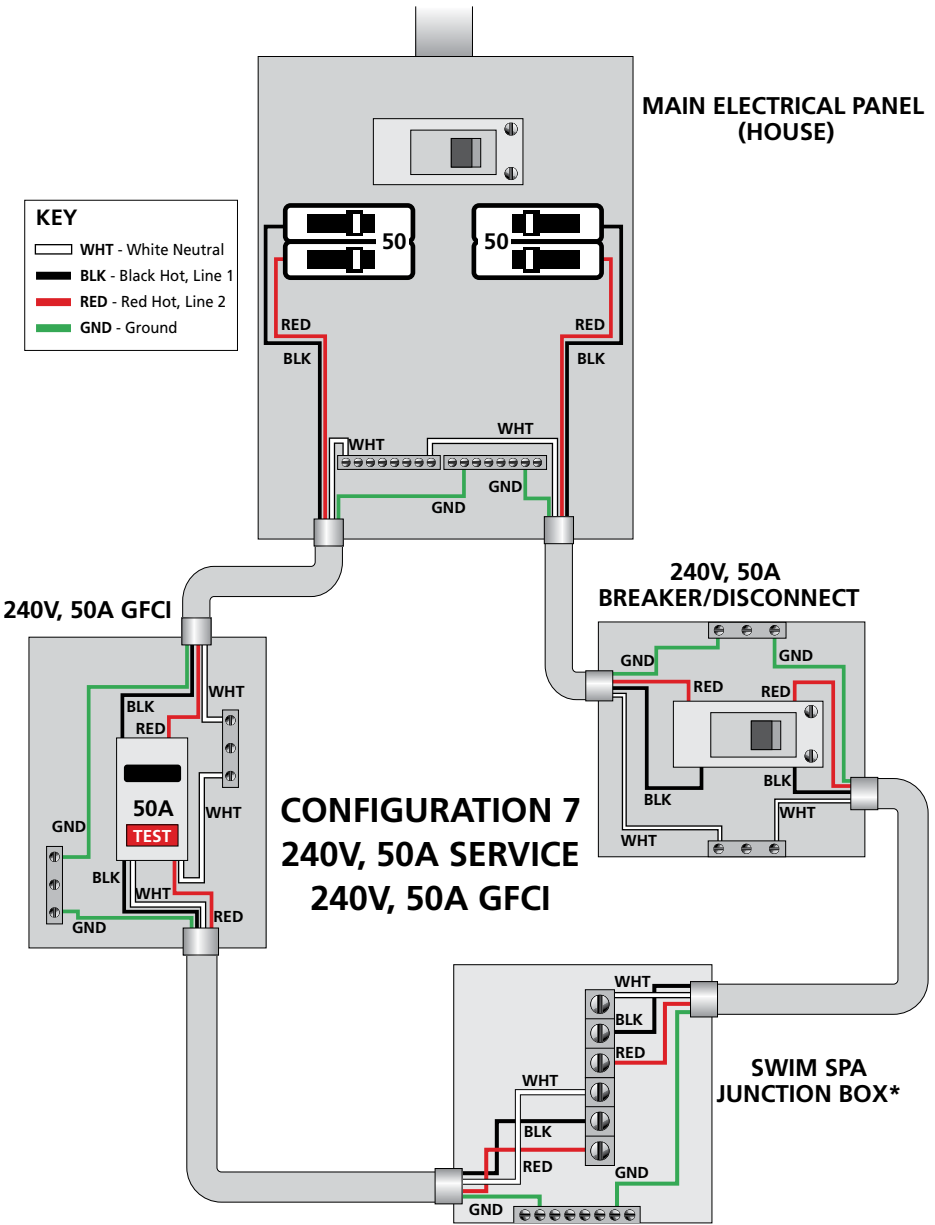 MAIN ELECTRICAL PANEL
(HOUSE)
KEY
WHT - White Neutral
BLK - Black Hot, Line 1
RED - Red Hot, Line 2
GND - Ground
50
50
RED
BLK
RED
BLK
WHT
WHT
GND
GND
240V, 50A GFCI
240V, 50A
BREAKER/DISCONNECT
WHT
BLK
RED
50A
TEST
WHT
GND
BLK
WHT
RED
GND
GND
GND
RED
RED
BLK
BLK
WHT
WHT
CONFIGURATION 7
240V, 50A SERVICE
240V, 50A GFCI
WHT
BLK
RED
WHT
BLK
RED
GND
GND
SWIM SPA
JUNCTION BOX*